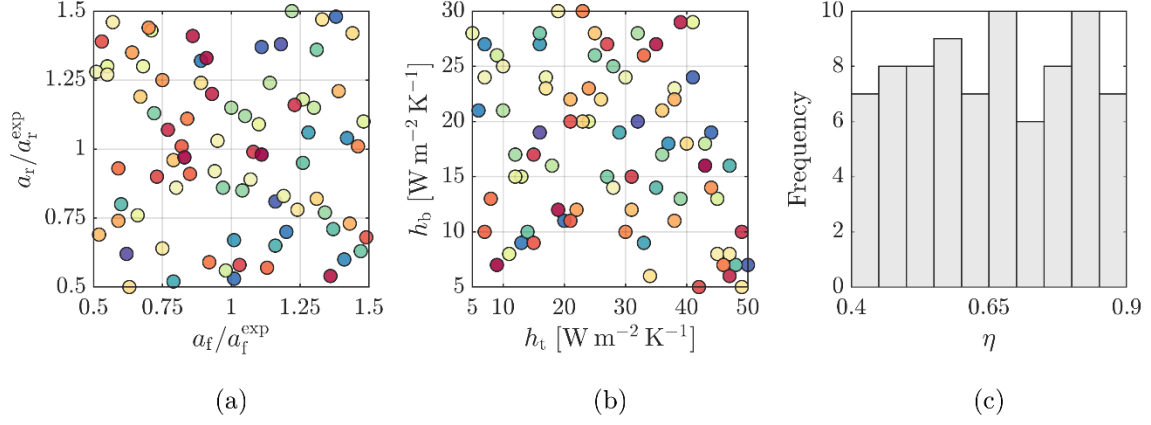 1.5
1.25
1
0.75
0.5
a_r/a_r^exp
0.5 0.75 1 1.25 1.5
a_f/a_f^exp
(a)
30
25
20
15
10
5
h_b [W m⁻² K⁻¹]
5 10 20 30 40 50
h_t [W m⁻² K⁻¹]
(b)
10
8
6
4
2
0
Frequency
0.4 0.65 0.9
η
(c)